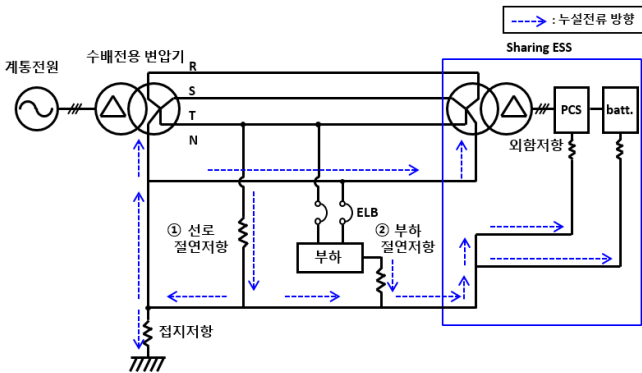 : 누설전류 방향
Sharing ESS
수배전용 변압기
계통전원
R
S
T
N
PCS
batt.
외함저항
① 선로
절연저항
ELB
② 부하
절연저항
부하
접지저항